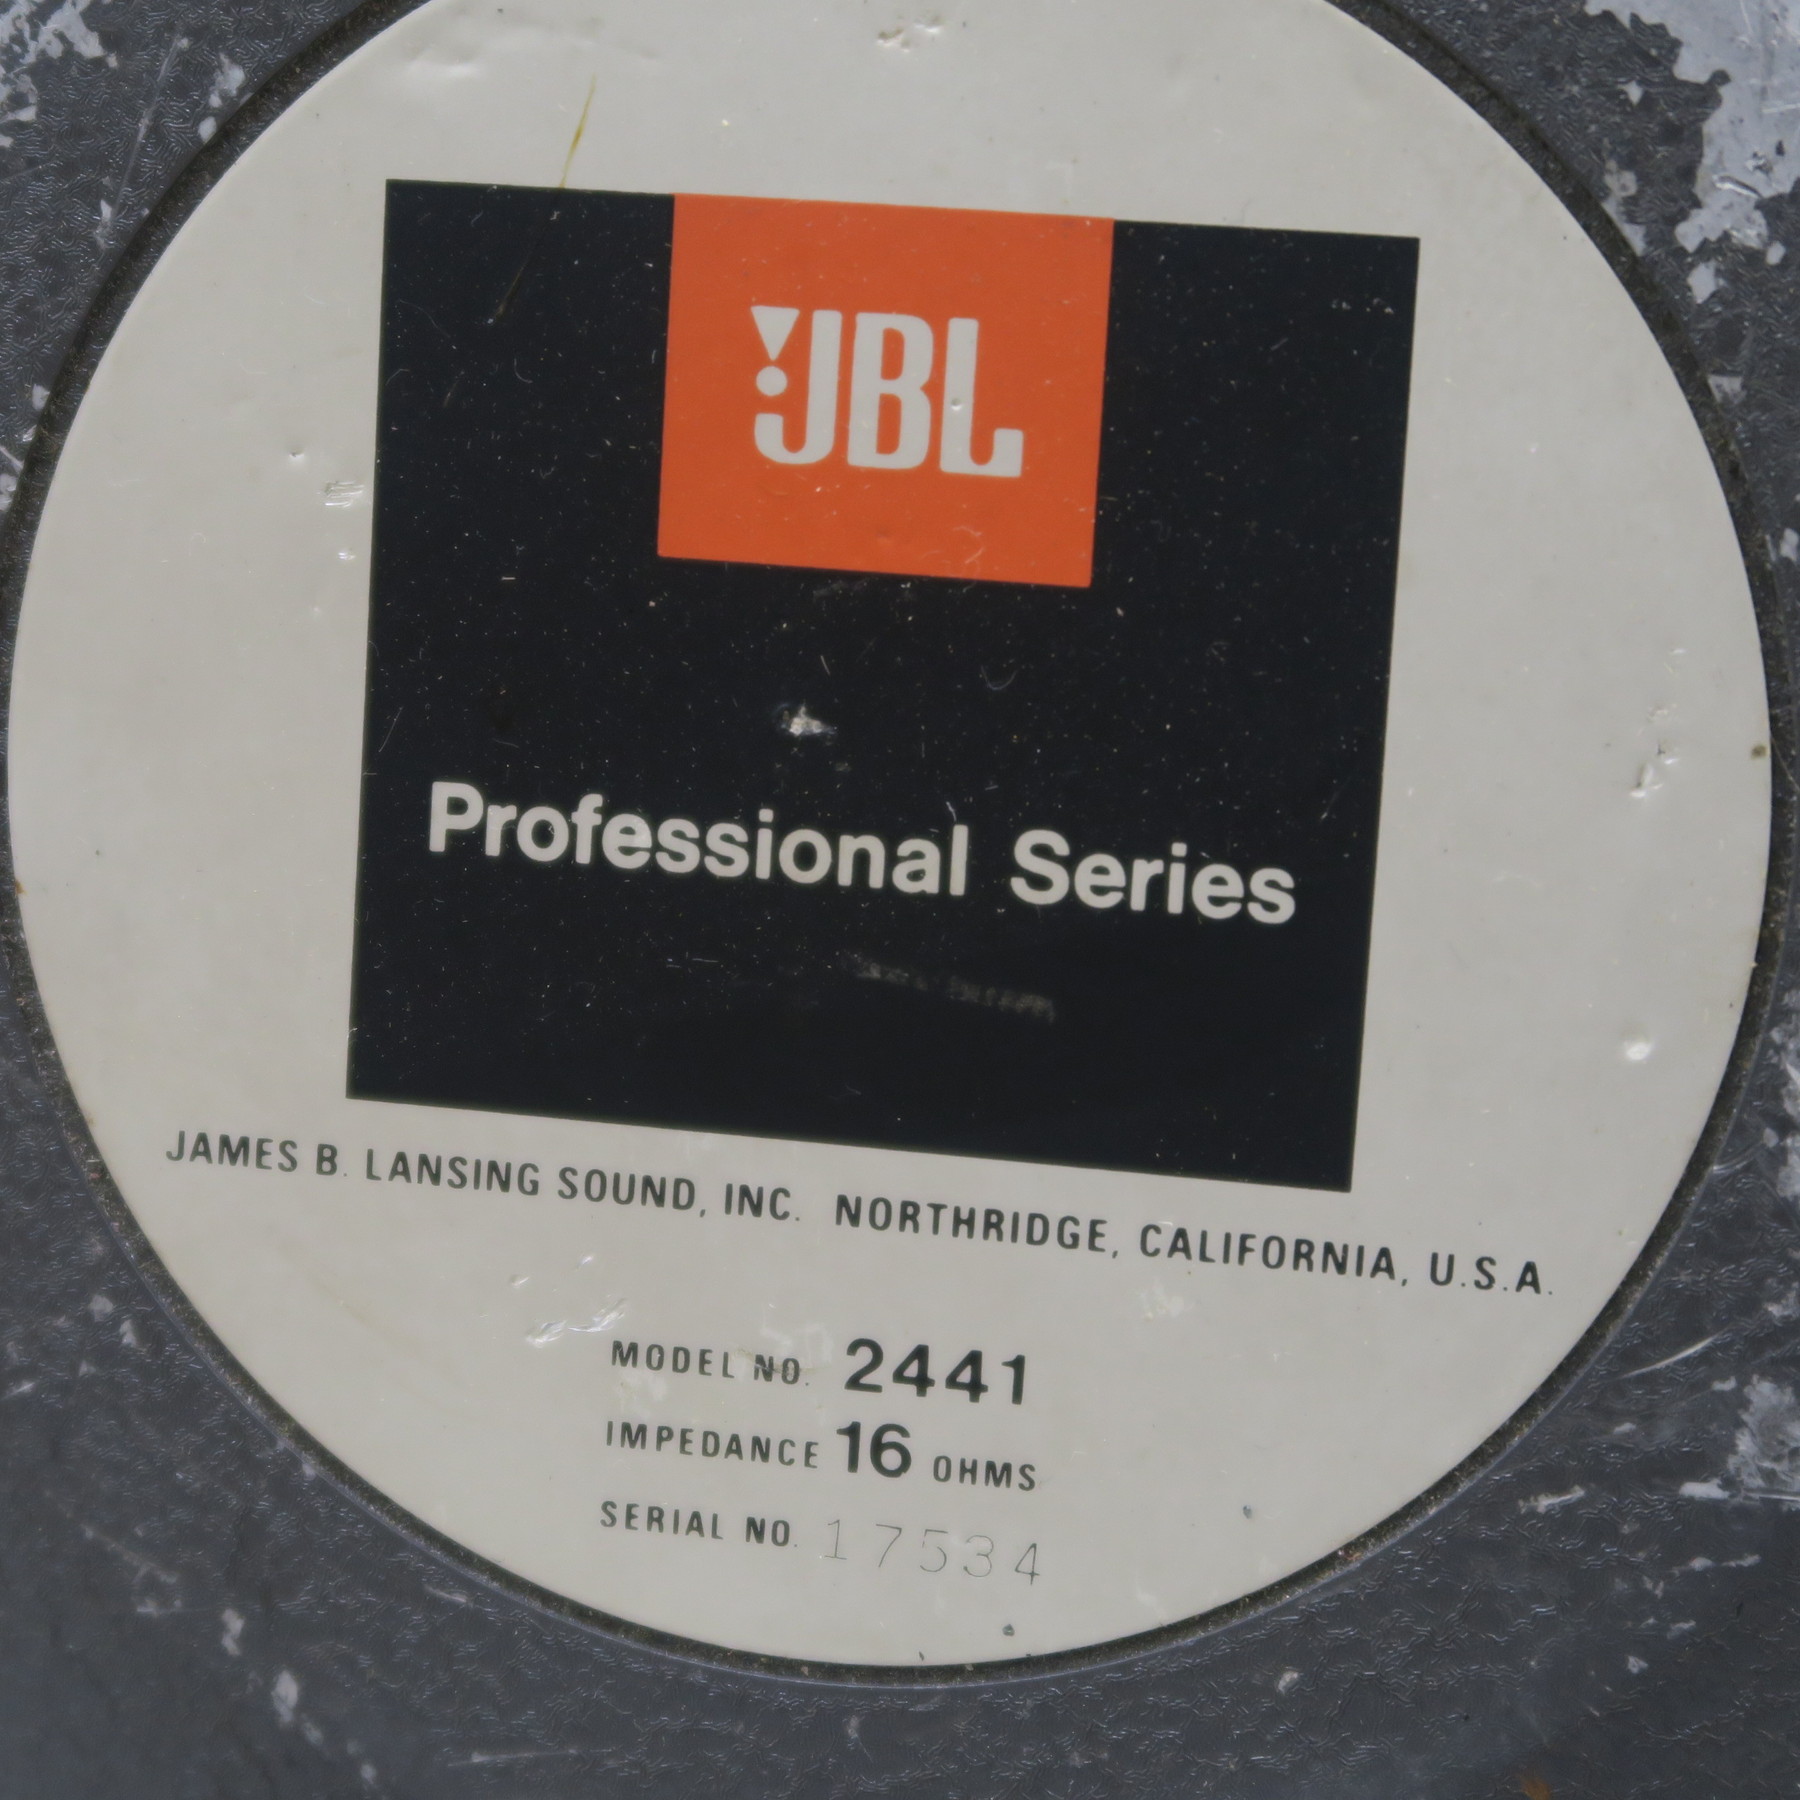 JBL
Professional Series
JAMES B. LANSING SOUND, INC. NORTHRIDGE, CALIFORNIA, U.S.A.
MODEL NO. 2441
IMPEDANCE 16 OHMS
SERIAL NO. 17534